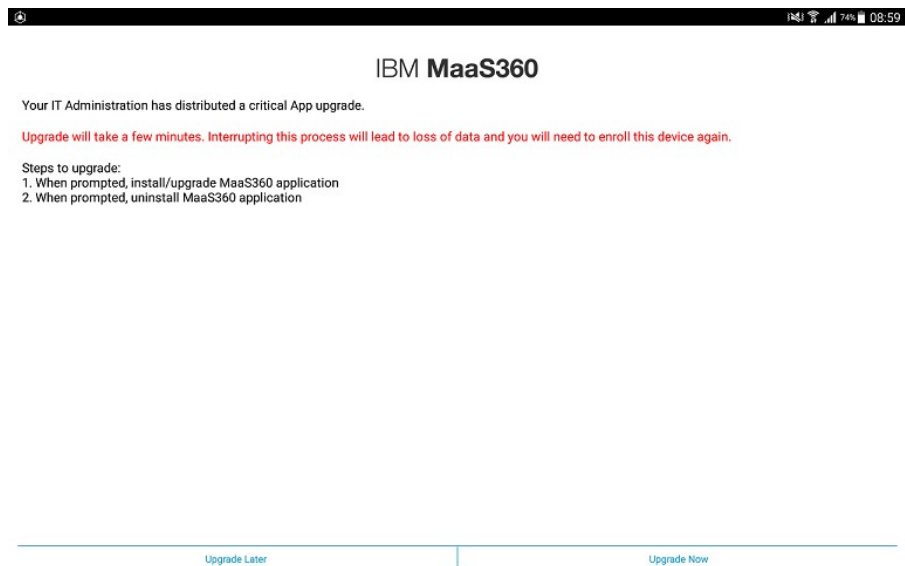 74% 08:59
IBM MaaS360
Your IT Administration has distributed a critical App upgrade.
Upgrade will take a few minutes. Interrupting this process will lead to loss of data and you will need to enroll this device again.
Steps to upgrade:
1. When prompted, install/upgrade MaaS360 application
2. When prompted, uninstall MaaS360 application
Upgrade Later
Upgrade Now